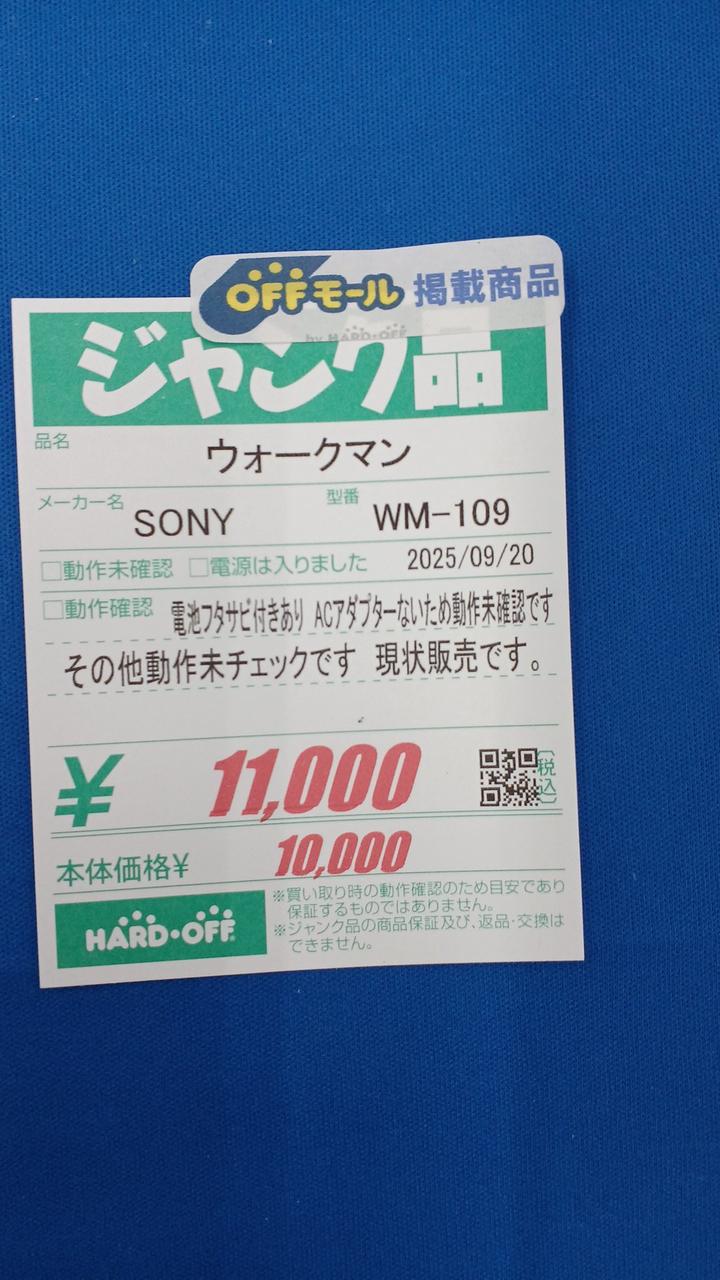 OFFモール 掲載商品
by HARD・OFF
ジャンク品
品名
ウォークマン
メーカー名 SONY 型番 WM-109
□動作未確認 □電源は入りました 2025/09/20
□動作確認 電池フタサビ付きあり ACアダプターないため動作未確認です
その他動作未チェックです 現状販売です。
¥ 11,000 (税込)
本体価格¥ 10,000
HARD・OFF
※買い取り時の動作確認のため目安であり
保証するものではありません。
※ジャンク品の商品保証及び、返品・交換は
できません。